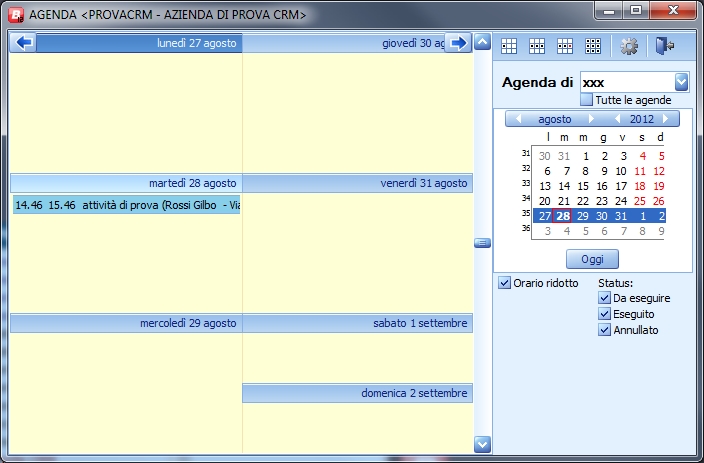 AGENDA <PROVACRM - AZIENDA DI PROVA CRM>
lunedì 27 agosto
giovedì 30
martedì 28 agosto
venerdì 31 agosto
14.46 15.46 attività di prova (Rossi Gilbo - Via
mercoledì 29 agosto
sabato 1 settembre
domenica 2 settembre
Agenda di xxx
Tutte le agende
agosto 2012
l m m g v s d
31 30 31 1 2 3 4 5
32 6 7 8 9 10 11 12
33 13 14 15 16 17 18 19
34 20 21 22 23 24 25 26
35 27 28 29 30 31 1 2
36 3 4 5 6 7 8 9
Oggi
Orario ridotto
Status:
Da eseguire
Eseguito
Annullato